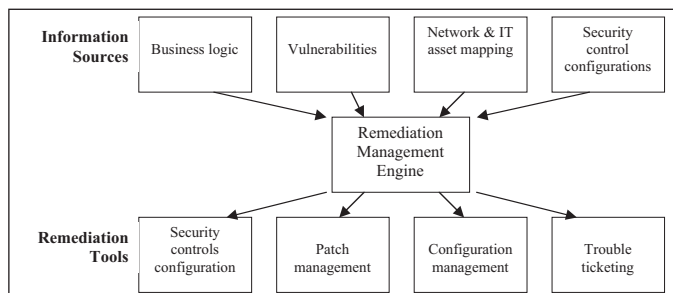 Information
Sources
Business logic
Vulnerabilities
Network & IT
asset mapping
Security
control
configurations
Remediation
Management
Engine
Remediation
Tools
Security
controls
configuration
Patch
management
Configuration
management
Trouble
ticketing